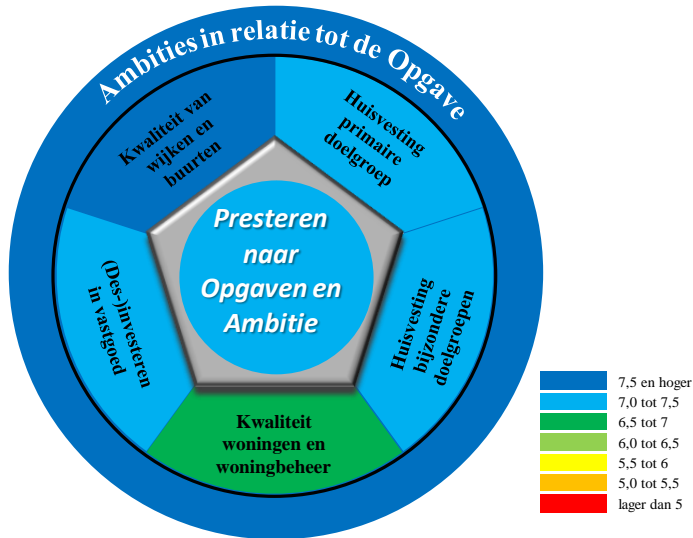 Ambities in relatie tot de Opgave
Kwaliteit van
wijken en
buurten
Huisvesting
primaire
doelgroep
Presteren
naar
Opgaven en
Ambitie
(Des-)investeren
in vastgoed
Huisvesting
bijzondere
doelgroepen
Kwaliteit
woningen en
woningbeheer
7,5 en hoger
7,0 tot 7,5
6,5 tot 7
6,0 tot 6,5
5,5 tot 6
5,0 tot 5,5
lager dan 5